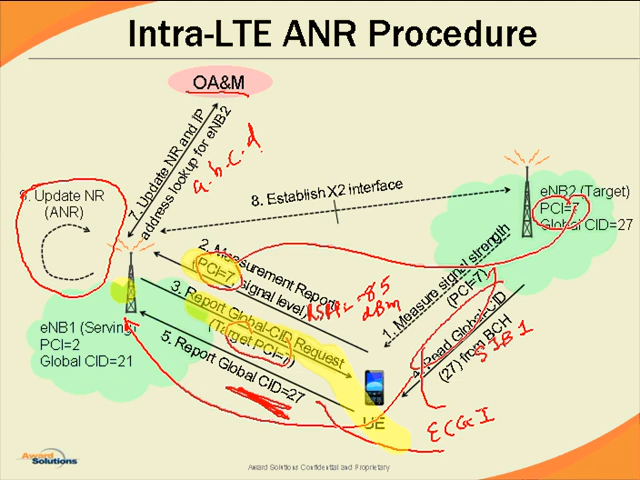 Intra-LTE ANR Procedure
OA&M
7. Update NR and IP
address lookup for eNB2
a.b.c.d
6. Update NR
(ANR)
8. Establish X2 interface
eNB2 (Target)
PCI=7
Global CID=27
2. Measurement Report
(PCI=7, signal level)
RSRP = -85
dBm
1. Measure signal strength
(PCI=7)
3. Report Global-CID Request
(Target PCI=7)
4. Read Global-CID
(27) from BCH
SIB1
5. Report Global CID=27
eNB1 (Serving)
PCI=2
Global CID=21
UE
ECGI
Award
Solutions
Award Solutions Confidential and Proprietary